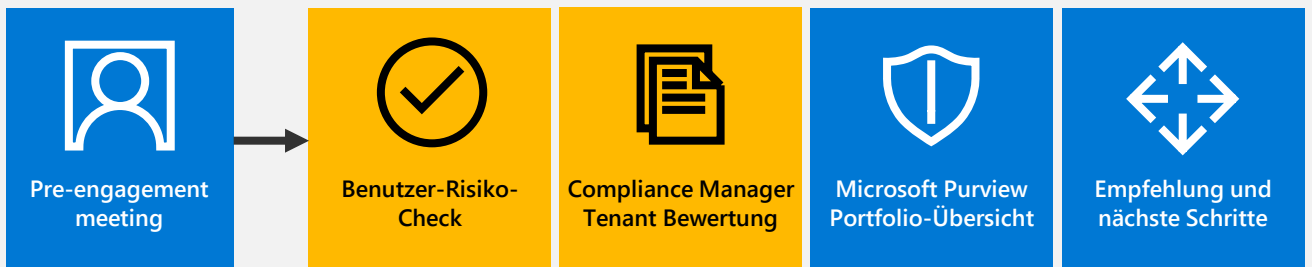 Pre-engagement
meeting
Benutzer-Risiko-
Check
Compliance Manager
Tenant Bewertung
Microsoft Purview
Portfolio-Übersicht
Empfehlung und
nächste Schritte